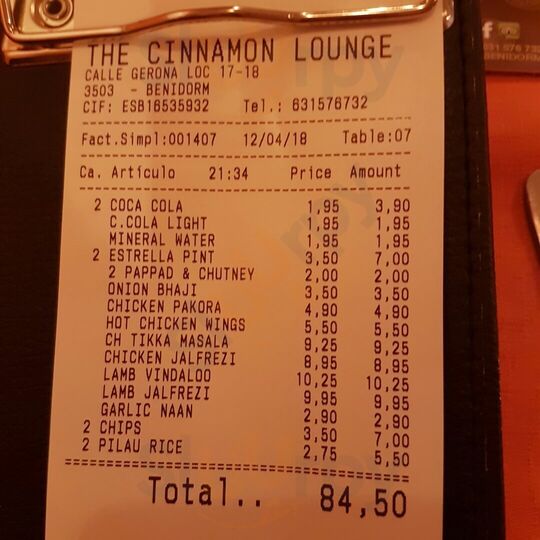 THE CINNAMON LOUNGE
CALLE GERONA LOC 17-18
3503 - BENIDORM
CIF: ESB16535932 Tel.: 631576732
Fact.Simpl:001407 12/04/18 Table:07
Ca. Artículo 21:34 Price Amount
2 COCA COLA 1,95 3,90
C.COLA LIGHT 1,95 1,95
MINERAL WATER 1,95 1,95
2 ESTRELLA PINT 3,50 7,00
2 PAPPAD & CHUTNEY 2,00 2,00
ONION BHAJI 3,50 3,50
CHICKEN PAKORA 4,90 4,90
HOT CHICKEN WINGS 5,50 5,50
CH TIKKA MASALA 9,25 9,25
CHICKEN JALFREZI 8,95 8,95
LAMB VINDALOO 10,25 10,25
LAMB JALFREZI 9,95 9,95
GARLIC NAAN 2,90 2,90
2 CHIPS 3,50 7,00
2 PILAU RICE 2,75 5,50
Total.. 84,50
BENIDORM